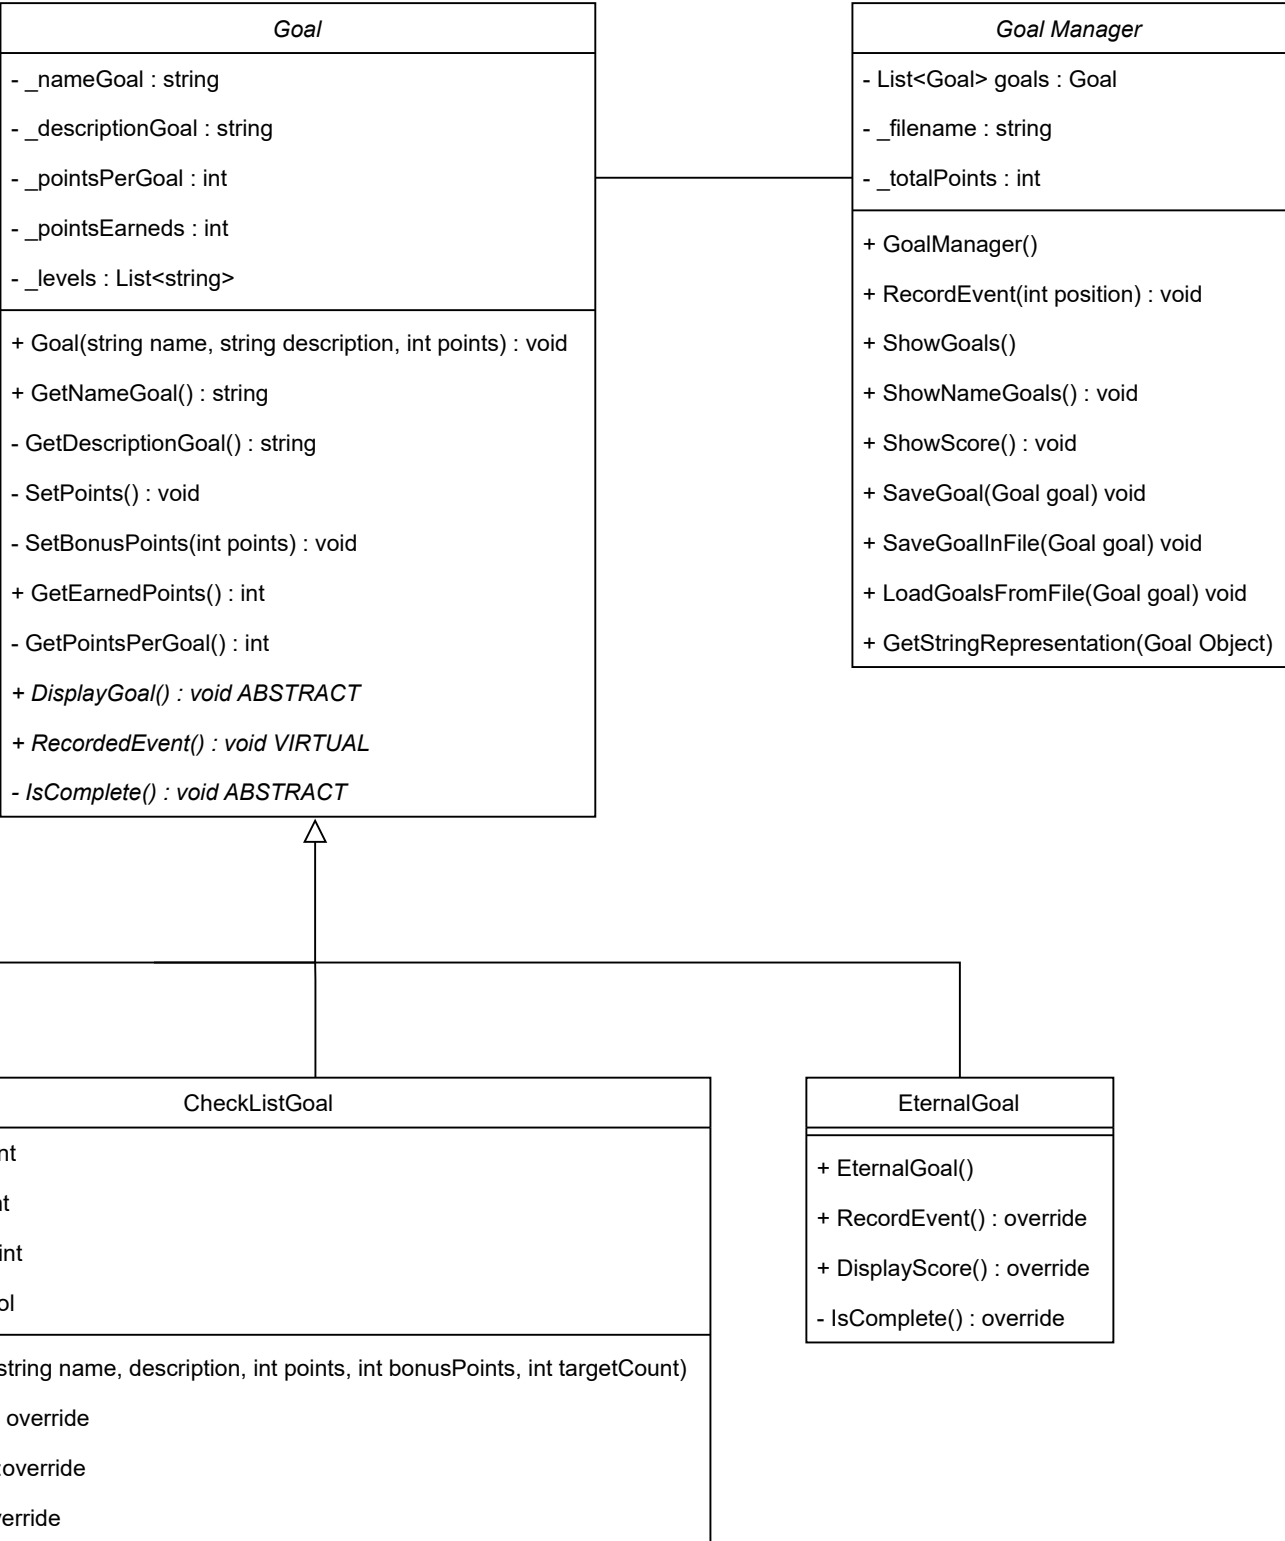 Goal
- _nameGoal : string
- _descriptionGoal : string
- _pointsPerGoal : int
- _pointsEarneds : int
- _levels : List<string>
+ Goal(string name, string description, int points) : void
+ GetNameGoal() : string
- GetDescriptionGoal() : string
- SetPoints() : void
- SetBonusPoints(int points) : void
+ GetEarnedPoints() : int
- GetPointsPerGoal() : int
+ DisplayGoal() : void ABSTRACT
+ RecordedEvent() : void VIRTUAL
- IsComplete() : void ABSTRACT
Goal Manager
- List<Goal> goals : Goal
- _filename : string
- _totalPoints : int
+ GoalManager()
+ RecordEvent(int position) : void
+ ShowGoals()
+ ShowNameGoals() : void
+ ShowScore() : void
+ SaveGoal(Goal goal) void
+ SaveGoalInFile(Goal goal) void
+ LoadGoalsFromFile(Goal goal) void
+ GetStringRepresentation(Goal Object)
CheckListGoal
int
string name, description, int points, int bonusPoints, int targetCount)
override
:override
EternalGoal
+ EternalGoal()
+ RecordEvent() : override
+ DisplayScore() : override
- IsComplete() : override